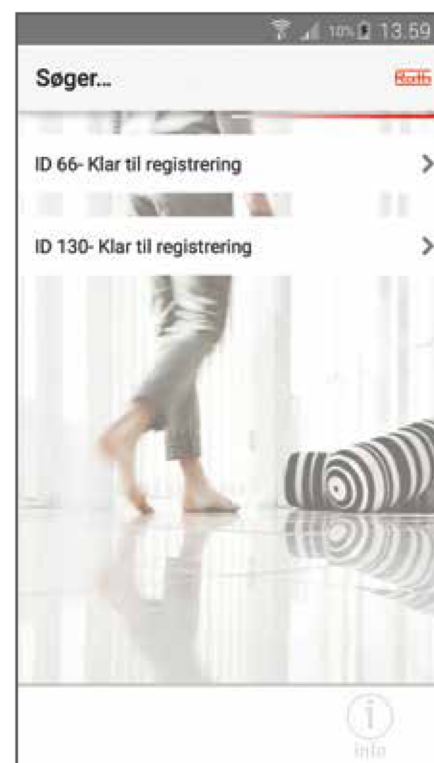 10% 13.59
Søger...
Roth
ID 66- Klar til registrering
ID 130- Klar til registrering
info